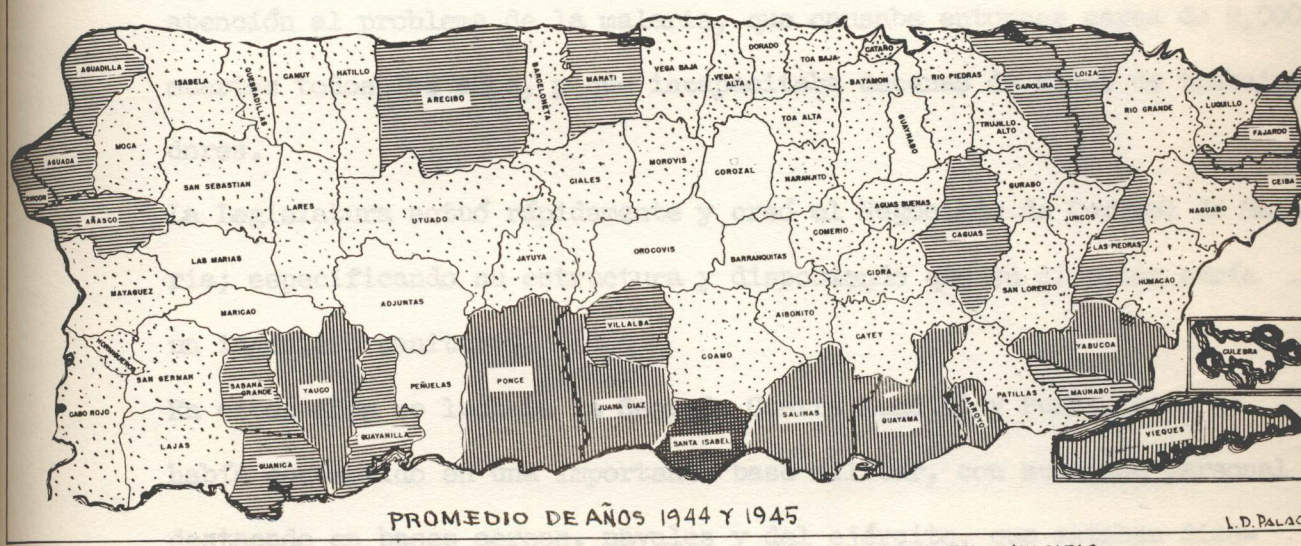 AGUADILLA
ISABELA
QUEBRADILLAS
CAMUY
HATILLO
ARECIBO
BARCELONETA
MANATI
VEGA BAJA
VEGA ALTA
DORADO
TOA BAJA
CATAÑO
BAYAMON
RIO PIEDRAS
CAROLINA
LOIZA
RIO GRANDE
LUQUILLO
FAJARDO
AGUADA
MOCA
SAN SEBASTIAN
LARES
UTUADO
CIALES
MOROVIS
COROZAL
TOA ALTA
NARANJITO
GUAYNABO
TRUJILLO ALTO
GURABO
CEIBA
AÑASCO
LAS MARIAS
JAYUYA
OROCOVIS
BARRANQUITAS
COMERIO
AGUAS BUENAS
CAGUAS
JUNCOS
LAS PIEDRAS
NAGUABO
MAYAGUEZ
MARICAO
ADJUNTAS
VILLALBA
AIBONITO
CIDRA
CAYEY
SAN LORENZO
HUMACAO
YABUCOA
CULEBRA
SAN GERMAN
SABANA GRANDE
YAUCO
PEÑUELAS
PONCE
JUANA DIAZ
COAMO
SALINAS
GUAYAMA
ARROYO
PATILLAS
MAUNABO
CABO ROJO
LAJAS
GUANICA
GUAYANILLA
SANTA ISABEL
VIEQUES
PROMEDIO DE AÑOS 1944 Y 1945